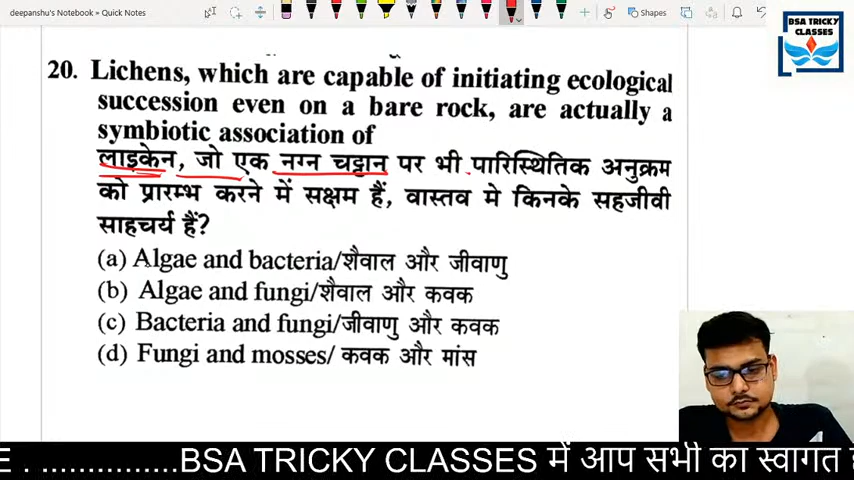 deepanshu's Notebook » Quick Notes
Shapes
BSA TRICKY
CLASSES
20. Lichens, which are capable of initiating ecological
succession even on a bare rock, are actually a
symbiotic association of
लाइकेन, जो एक नग्न चट्टान पर भी पारिस्थितिक अनुक्रम
को प्रारम्भ करने में सक्षम हैं, वास्तव मे किनके सहजीवी
साहचर्य हैं?
(a) Algae and bacteria/शैवाल और जीवाणु
(b) Algae and fungi/शैवाल और कवक
(c) Bacteria and fungi/जीवाणु और कवक
(d) Fungi and mosses/ कवक और मांस
E . ...............BSA TRICKY CLASSES में आप सभी का स्वागत ह